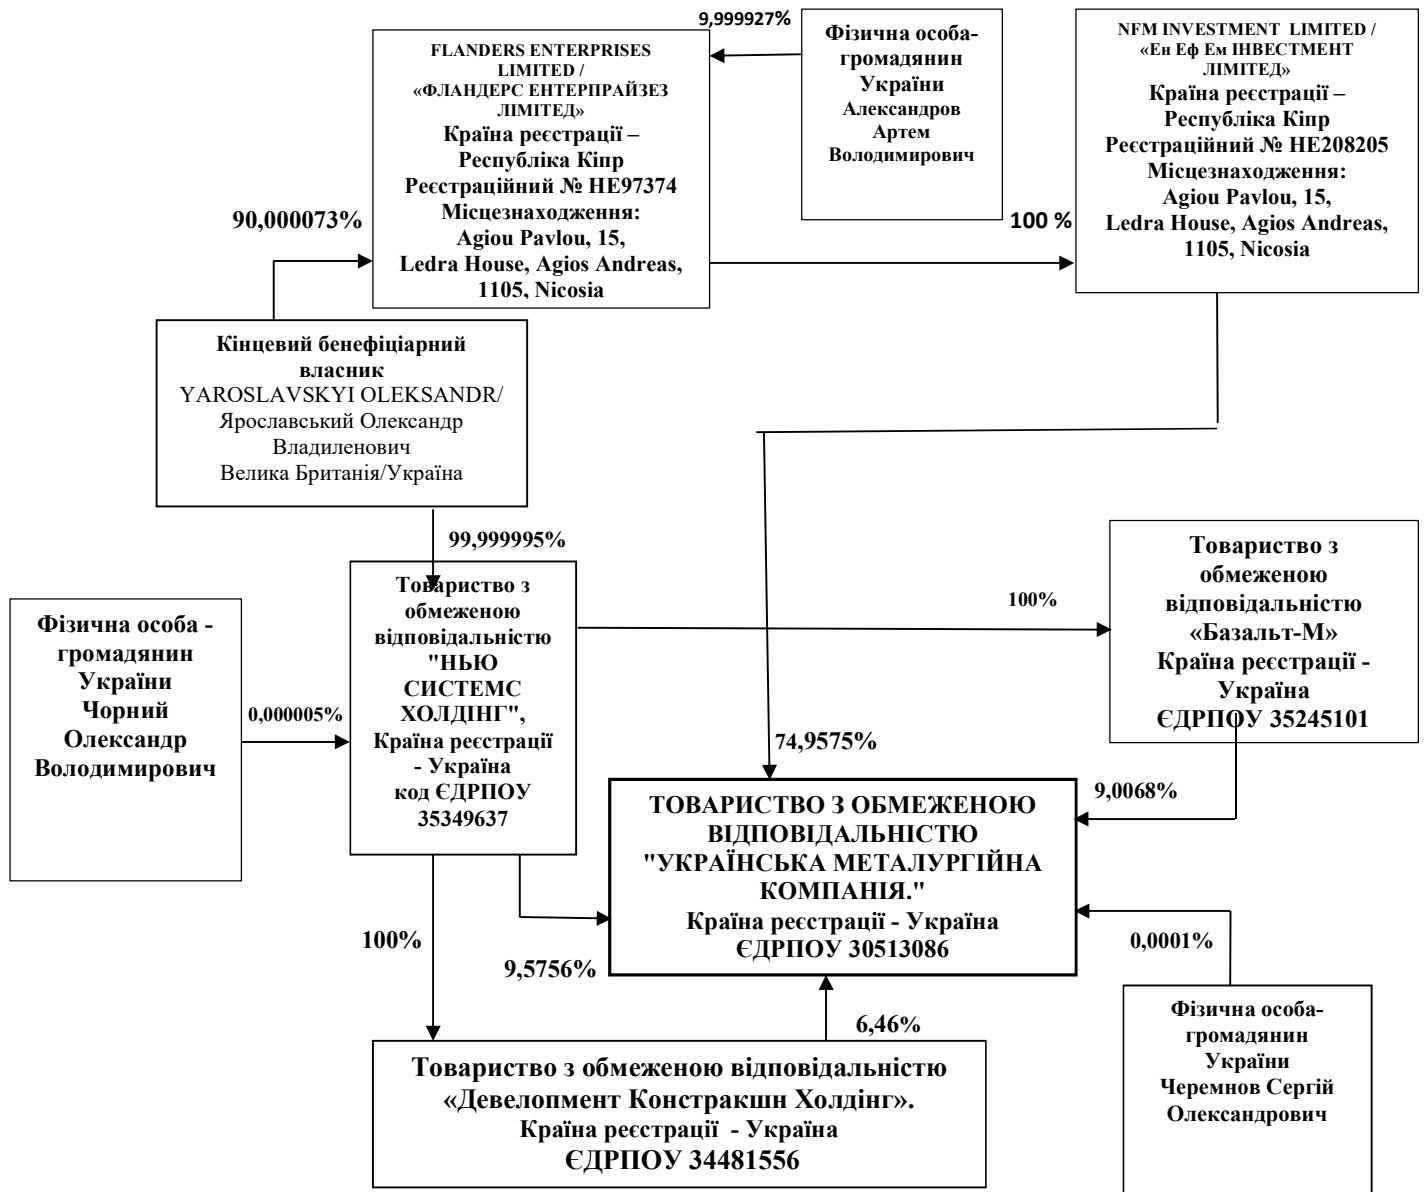 9,999927%
FLANDERS ENTERPRISES
LIMITED /
«ФЛАНДЕРС ЕНТЕРПРАЙЗЕЗ
ЛІМІТЕД»
Країна реєстрації –
Республіка Кіпр
Реєстраційний № HE97374
Місцезнаходження:
Agiou Pavlou, 15,
Ledra House, Agios Andreas,
1105, Nicosia
Фізична особа-
громадянин
України
Александров
Артем
Володимирович
NFM INVESTMENT LIMITED /
«Ен Еф Ем ІНВЕСТМЕНТ
ЛІМІТЕД»
Країна реєстрації –
Республіка Кіпр
Реєстраційний № HE208205
Місцезнаходження:
Agiou Pavlou, 15,
Ledra House, Agios Andreas,
1105, Nicosia
90,000073%
100 %
Кінцевий бенефіціарний
власник
YAROSLAVSKYI OLEKSANDR/
Ярославський Олександр
Владиленович
Велика Британія/Україна
99,999995%
Фізична особа -
громадянин
України
Чорний
Олександр
Володимирович
0,000005%
Товариство з
обмеженою
відповідальністю
"НЬЮ
СИСТЕМС
ХОЛДІНГ",
Країна реєстрації
- Україна
код ЄДРПОУ
35349637
100%
Товариство з
обмеженою
відповідальністю
«Базальт-М»
Країна реєстрації -
Україна
ЄДРПОУ 35245101
74,9575%
9,0068%
ТОВАРИСТВО З ОБМЕЖЕНОЮ
ВІДПОВІДАЛЬНІСТЮ
"УКРАЇНСЬКА МЕТАЛУРГІЙНА
КОМПАНІЯ."
Країна реєстрації - Україна
ЄДРПОУ 30513086
100%
9,5756%
0,0001%
6,46%
Товариство з обмеженою відповідальністю
«Девелопмент Констракшн Холдінг».
Країна реєстрації - Україна
ЄДРПОУ 34481556
Фізична особа-
громадянин
України
Черемнов Сергій
Олександрович